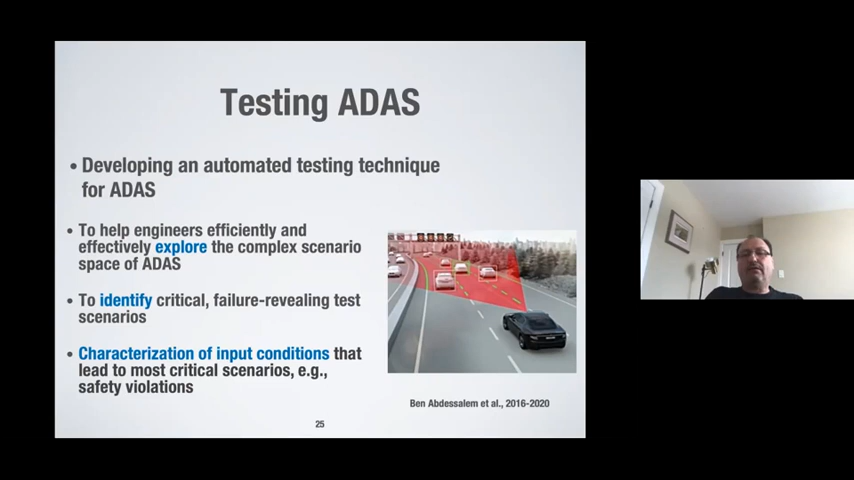 Testing ADAS
• Developing an automated testing technique
for ADAS
• To help engineers efficiently and
effectively explore the complex scenario
space of ADAS
• To identify critical, failure-revealing test
scenarios
• Characterization of input conditions that
lead to most critical scenarios, e.g.,
safety violations
Ben Abdessalem et al., 2016-2020
25